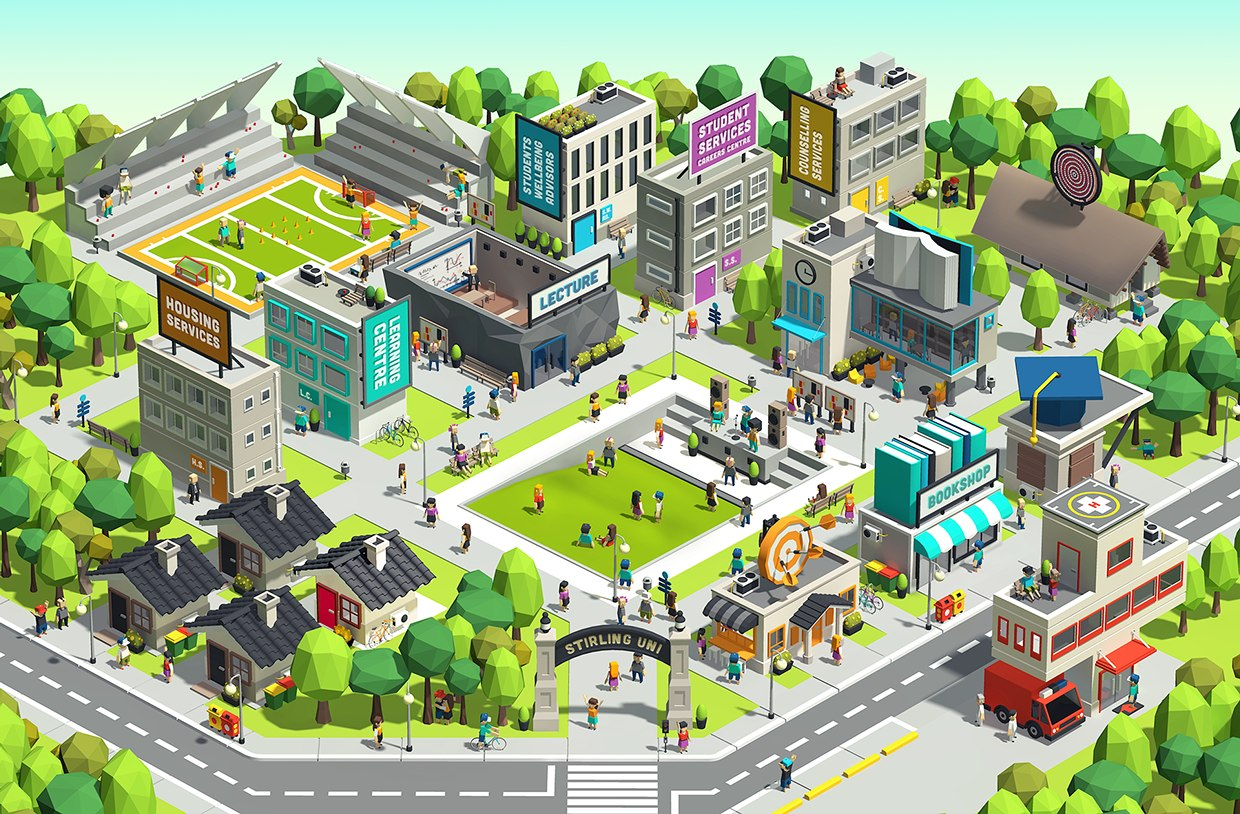 STUDENTS
WELLBEING
ADVISORS
STUDENT
SERVICES
CAREERS CENTRE
COUNSELLING
SERVICES
S.S.
LECTURE
HOUSING
SERVICES
LEARNING
CENTRE
L.C.
H.S.
BOOKSHOP
H
STIRLING UNI